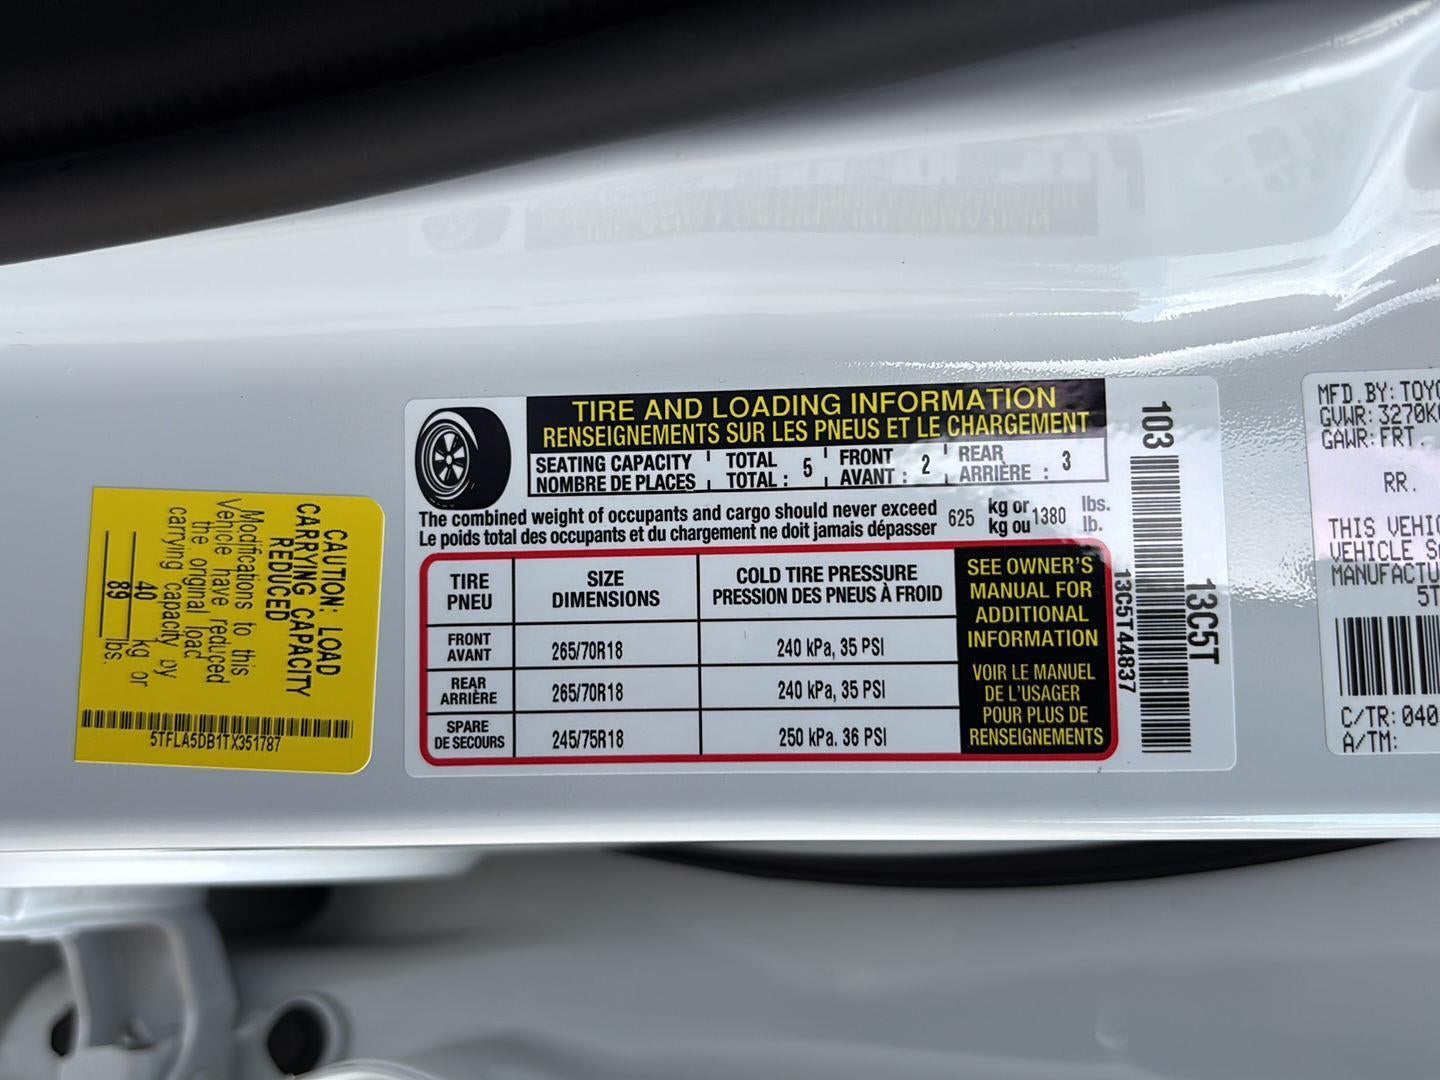 TIRE AND LOADING INFORMATION
RENSEIGNEMENTS SUR LES PNEUS ET LE CHARGEMENT
SEATING CAPACITY TOTAL FRONT REAR
NOMBRE DE PLACES TOTAL : 5 AVANT : 2 ARRIÈRE : 3
The combined weight of occupants and cargo should never exceed 625 kg or 1380 lbs.
Le poids total des occupants et du chargement ne doit jamais dépasser kg ou lb.
TIRE SIZE COLD TIRE PRESSURE
PNEU DIMENSIONS PRESSION DES PNEUS À FROID
FRONT
AVANT 265/70R18 240 kPa, 35 PSI
REAR
ARRIÈRE 265/70R18 240 kPa, 35 PSI
SPARE
DE SECOURS 245/75R18 250 kPa. 36 PSI
SEE OWNER'S
MANUAL FOR
ADDITIONAL
INFORMATION
VOIR LE MANUEL
DE L'USAGER
POUR PLUS DE
RENSEIGNEMENTS
103
13C5T
13C5T44837
CAUTION: LOAD
CARRYING CAPACITY
REDUCED
Modifications to this
vehicle have reduced
the original load
carrying capacity by
40 kg or
89 lbs.
5TFLA5DB1TX351787
MFD. BY: TOYO
GVWR: 3270K
GAWR: FRT.
RR.
THIS VEHIC
VEHICLE S
MANUFACTU
5T
C/TR: 040
A/TM: